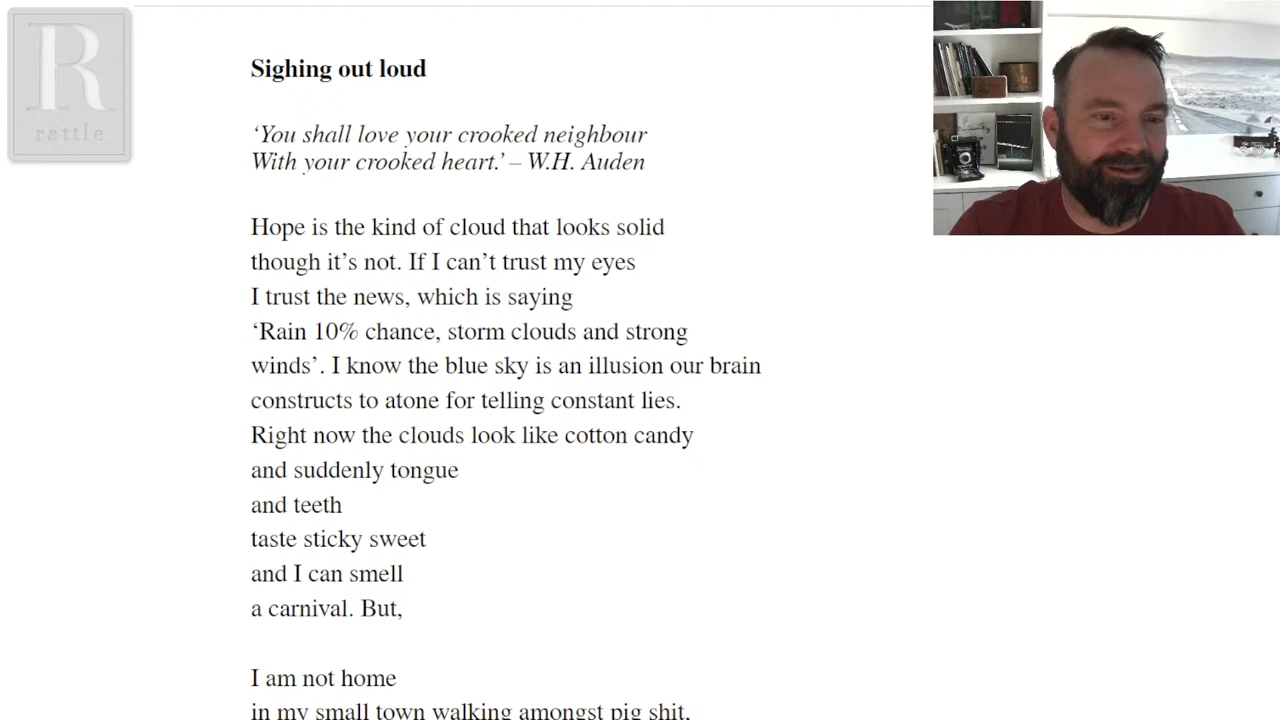 R
rattle
Sighing out loud
‘You shall love your crooked neighbour
With your crooked heart.’ – W.H. Auden
Hope is the kind of cloud that looks solid
though it’s not. If I can’t trust my eyes
I trust the news, which is saying
‘Rain 10% chance, storm clouds and strong
winds’. I know the blue sky is an illusion our brain
constructs to atone for telling constant lies.
Right now the clouds look like cotton candy
and suddenly tongue
and teeth
taste sticky sweet
and I can smell
a carnival. But,
I am not home
in my small town walking amongst pig shit,